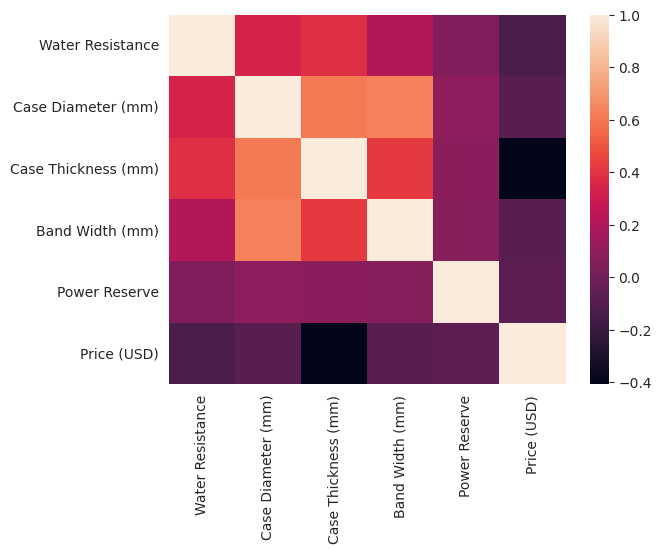 Water Resistance
Case Diameter (mm)
Case Thickness (mm)
Band Width (mm)
Power Reserve
Price (USD)
1.0
0.8
0.6
0.4
0.2
0.0
−0.2
−0.4
Water Resistance
Case Diameter (mm)
Case Thickness (mm)
Band Width (mm)
Power Reserve
Price (USD)